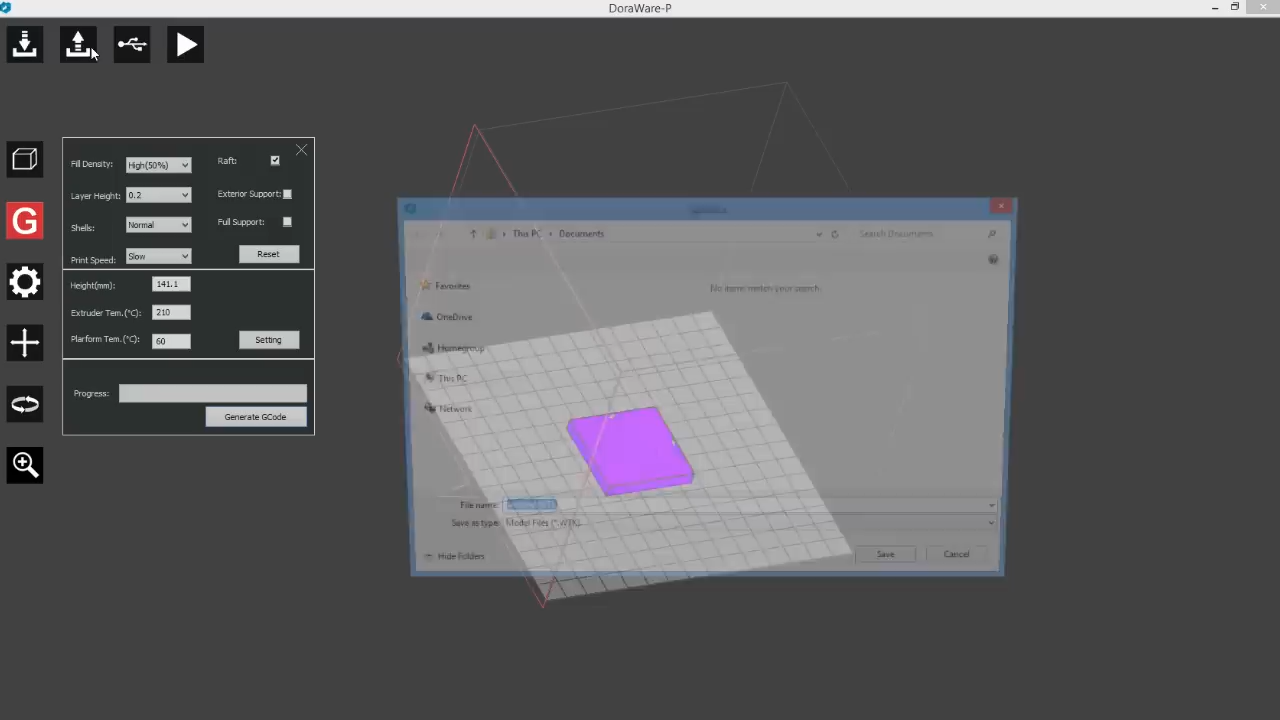 DoraWare-P
G
Fill Density: High(50%)
Raft:
Layer Height: 0.2
Exterior Support:
Shells: Normal
Full Support:
Print Speed: Slow
Reset
Height(mm): 141.1
Extruder Tem.(°C): 210
Plarform Tem.(°C): 60
Setting
Progress:
Generate GCode
This PC
Documents
Search Documents
Favorites
No items match your search.
OneDrive
Homegroup
This PC
Network
File name:
Save as type: Model Files (*.WTX)
Hide Folders
Save
Cancel